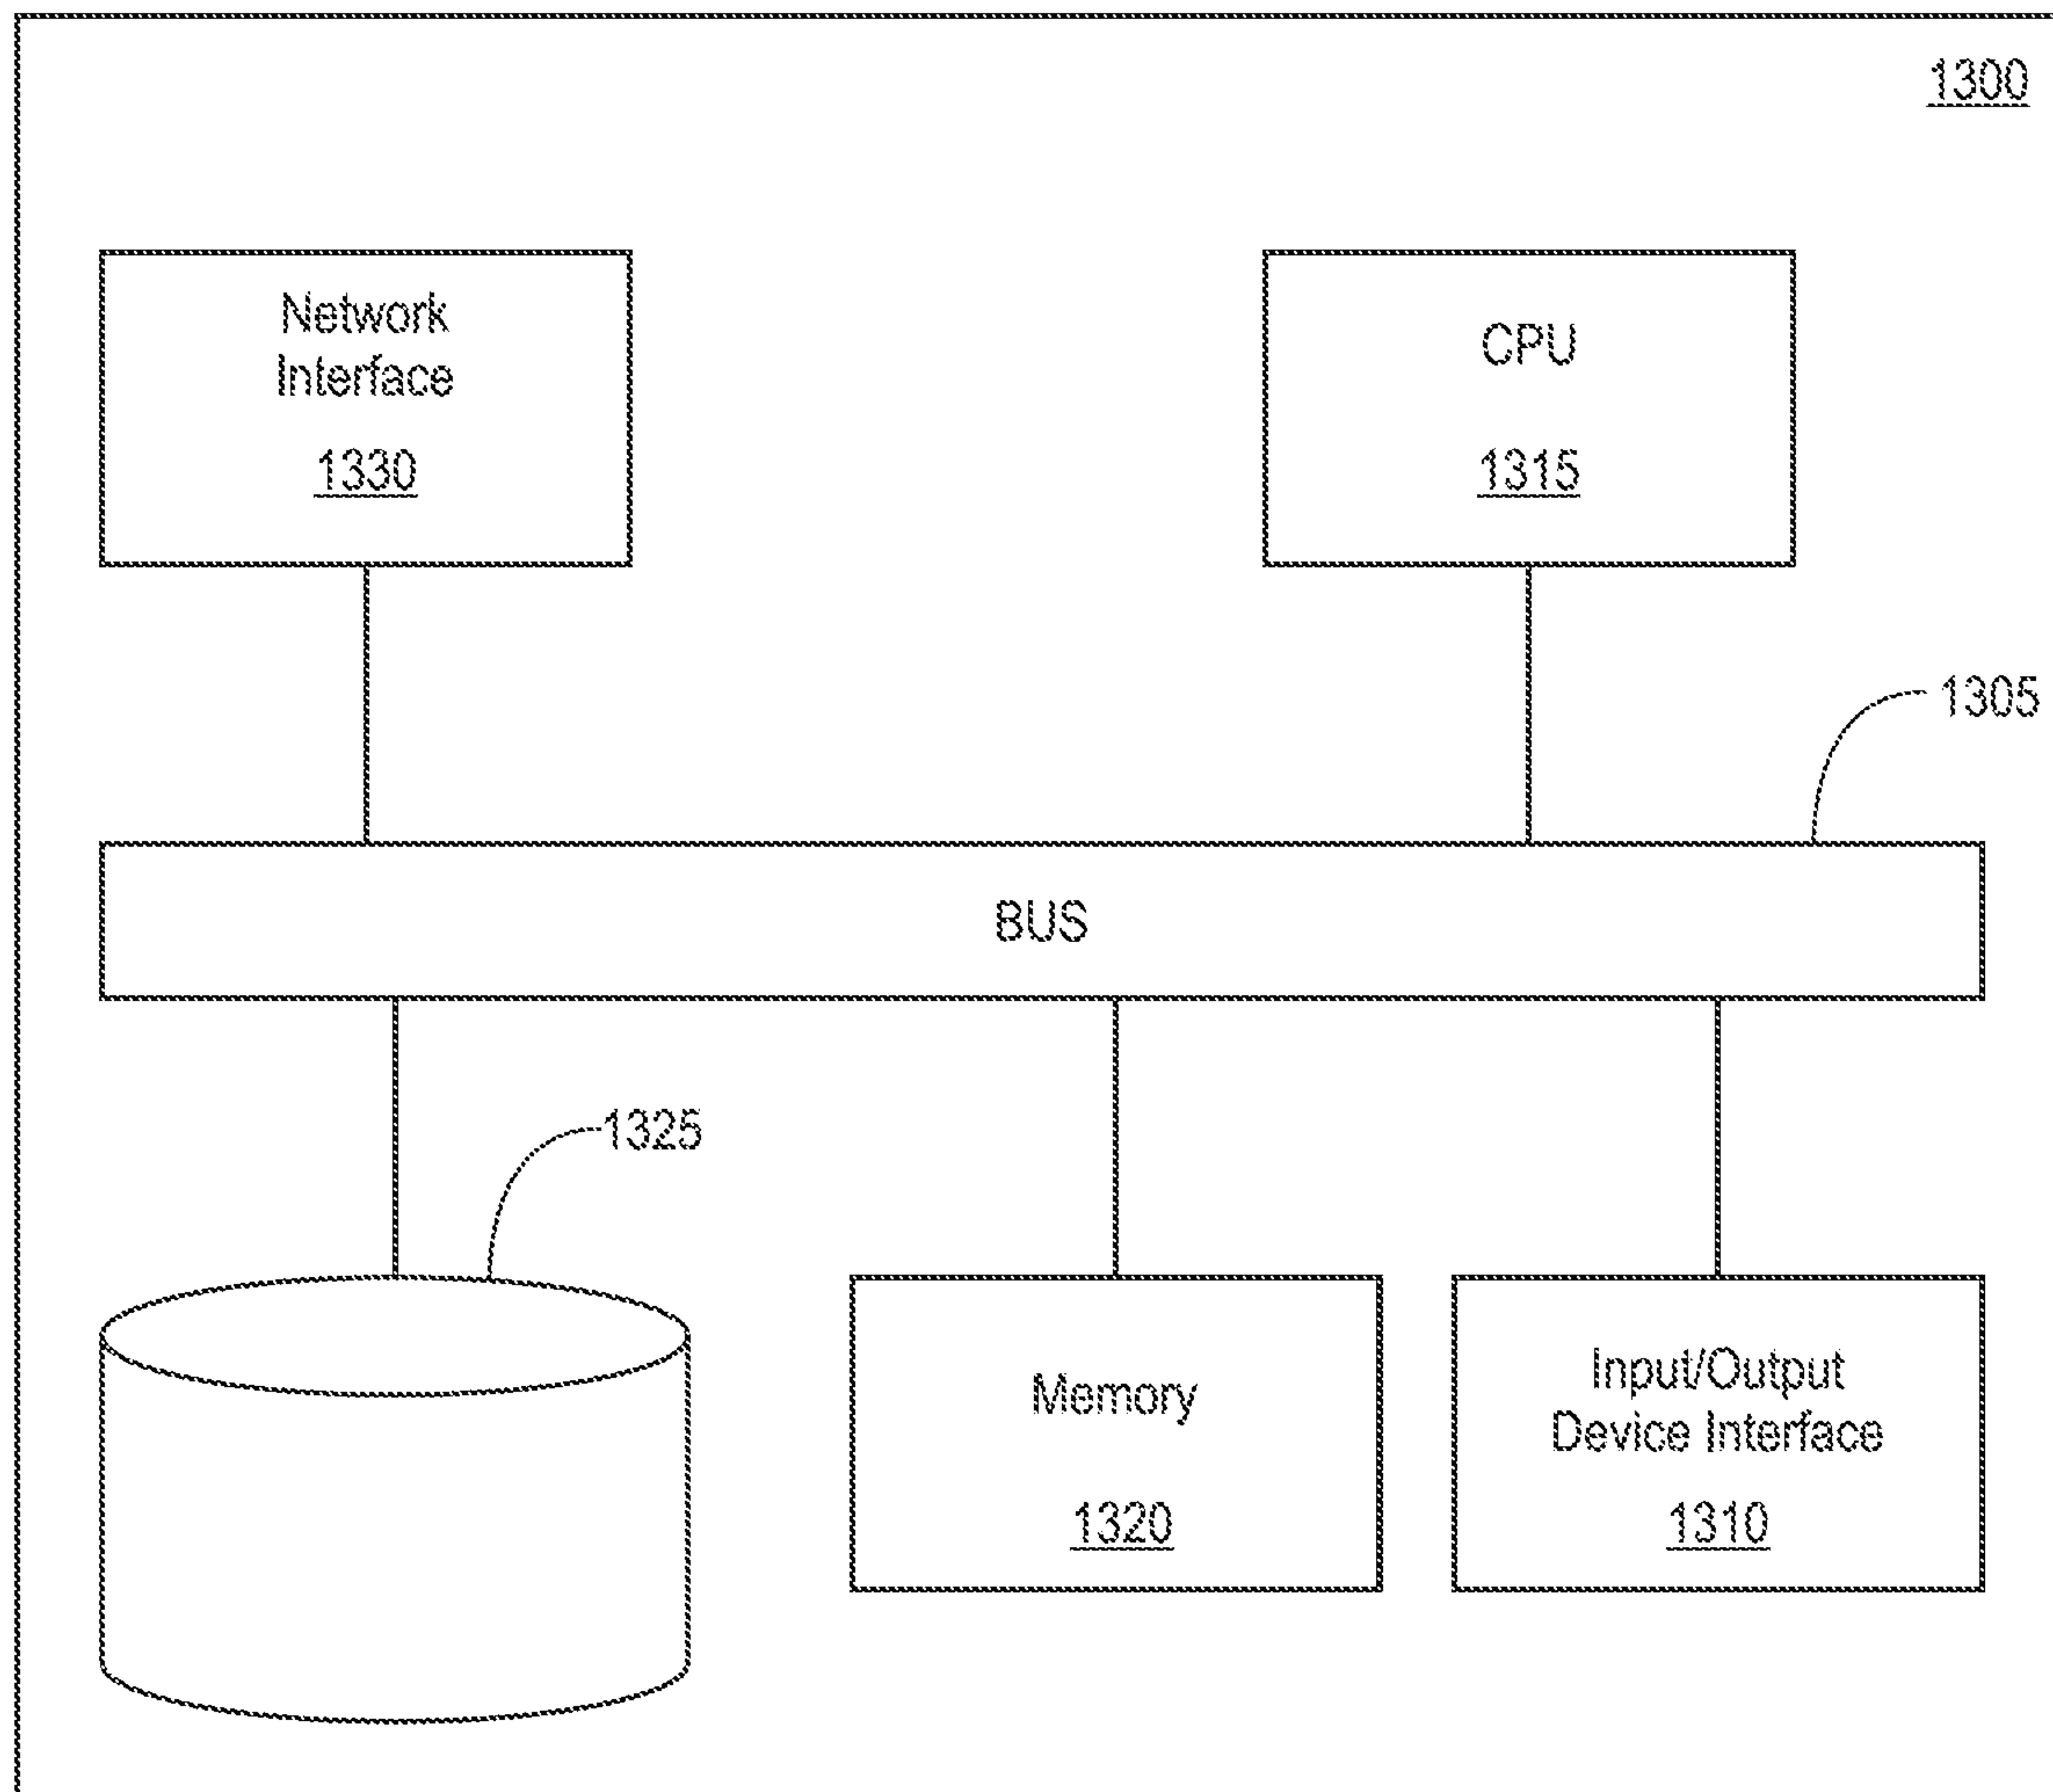 1300
Network
Interface
1330
CPU
1315
1305
BUS
1325
Memory
1320
Input/Output
Device Interface
1310